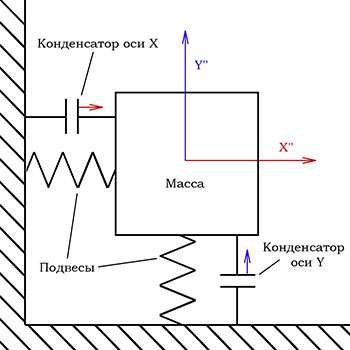 Конденсатор оси X
Y"
X"
Масса
Подвесы
Конденсатор
оси Y